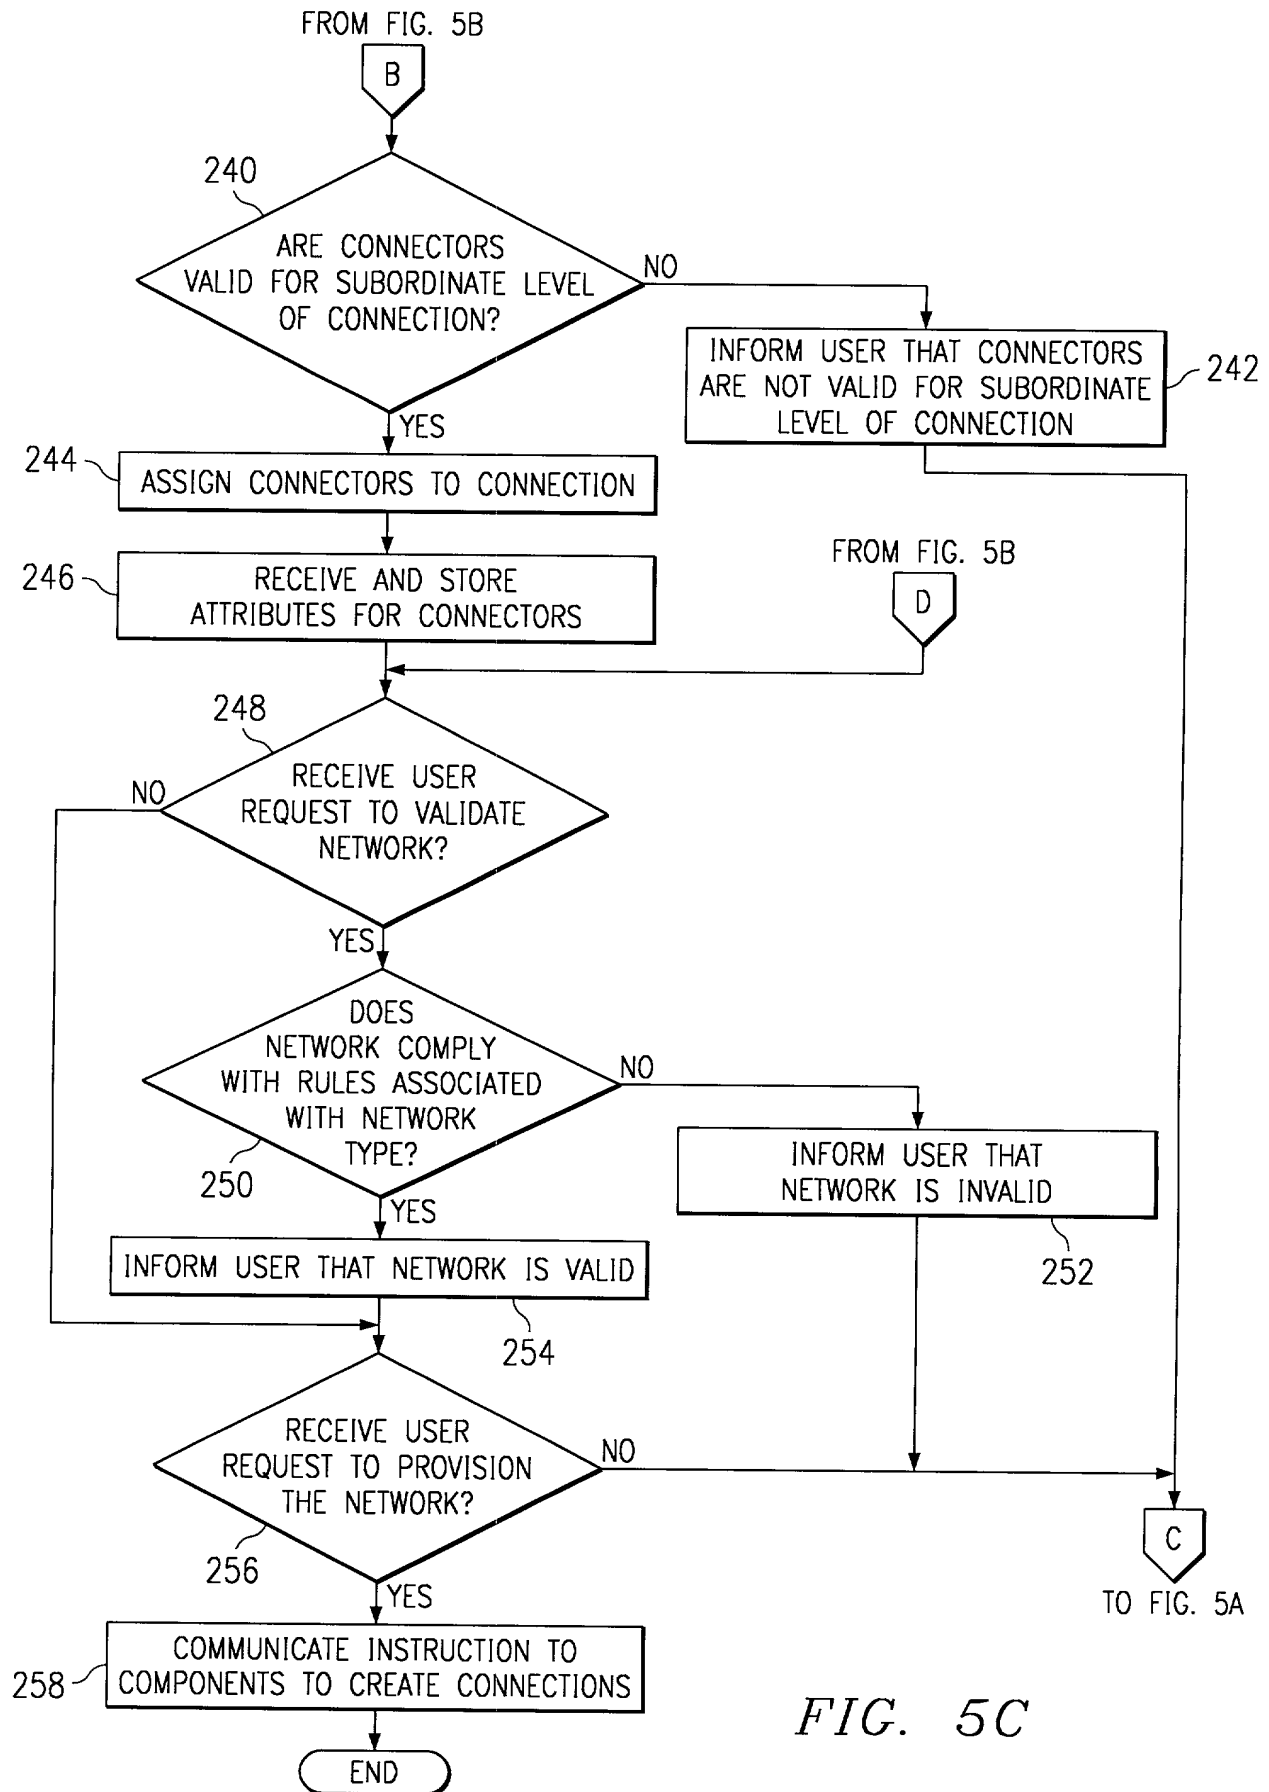 FROM FIG. 5B
B
240
ARE CONNECTORS
VALID FOR SUBORDINATE LEVEL
OF CONNECTION?
NO
YES
INFORM USER THAT CONNECTORS
ARE NOT VALID FOR SUBORDINATE
LEVEL OF CONNECTION
242
244
ASSIGN CONNECTORS TO CONNECTION
246
RECEIVE AND STORE
ATTRIBUTES FOR CONNECTORS
FROM FIG. 5B
D
248
RECEIVE USER
REQUEST TO VALIDATE
NETWORK?
NO
YES
DOES
NETWORK COMPLY
WITH RULES ASSOCIATED
WITH NETWORK
TYPE?
250
NO
YES
INFORM USER THAT
NETWORK IS INVALID
252
INFORM USER THAT NETWORK IS VALID
254
RECEIVE USER
REQUEST TO PROVISION
THE NETWORK?
256
NO
YES
C
TO FIG. 5A
COMMUNICATE INSTRUCTION TO
COMPONENTS TO CREATE CONNECTIONS
258
END
FIG. 5C